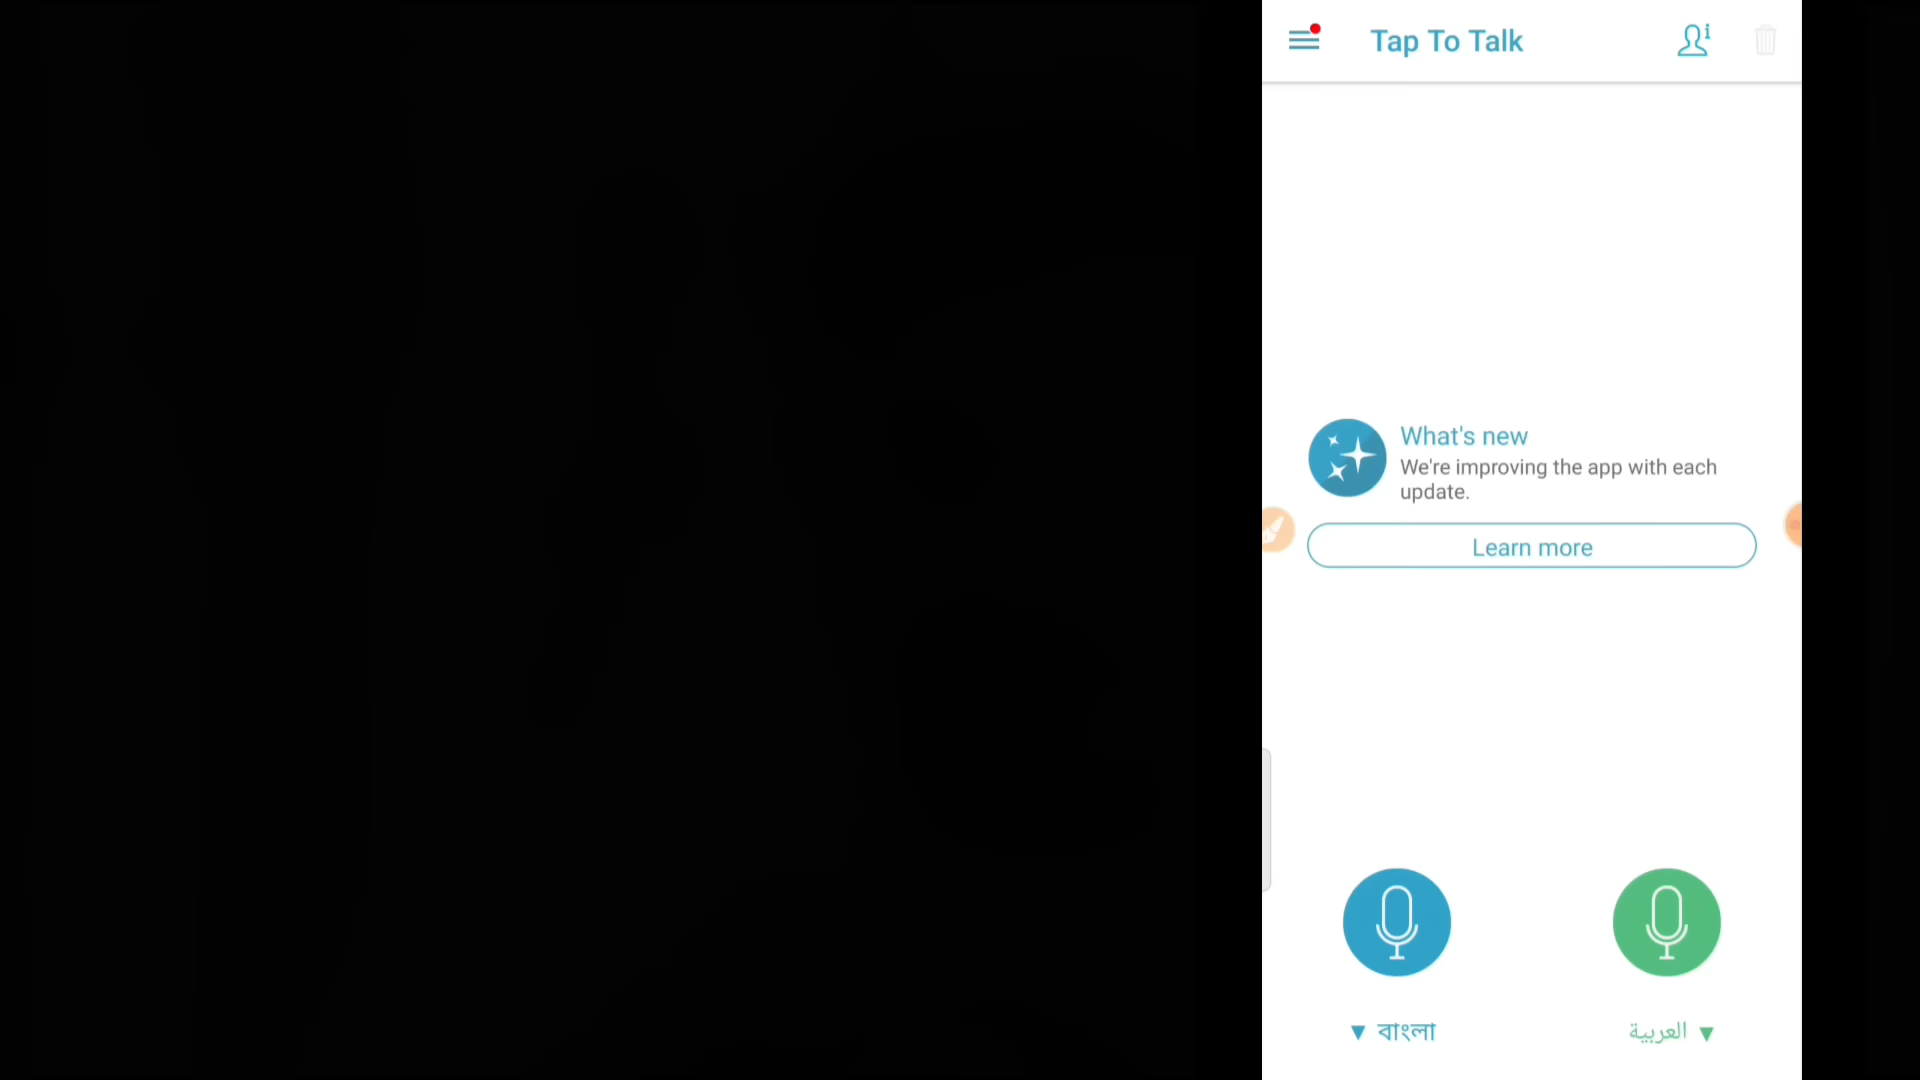 Tap To Talk
What's new
We're improving the app with each
update.
Learn more
▼ বাংলা
العربية ▼